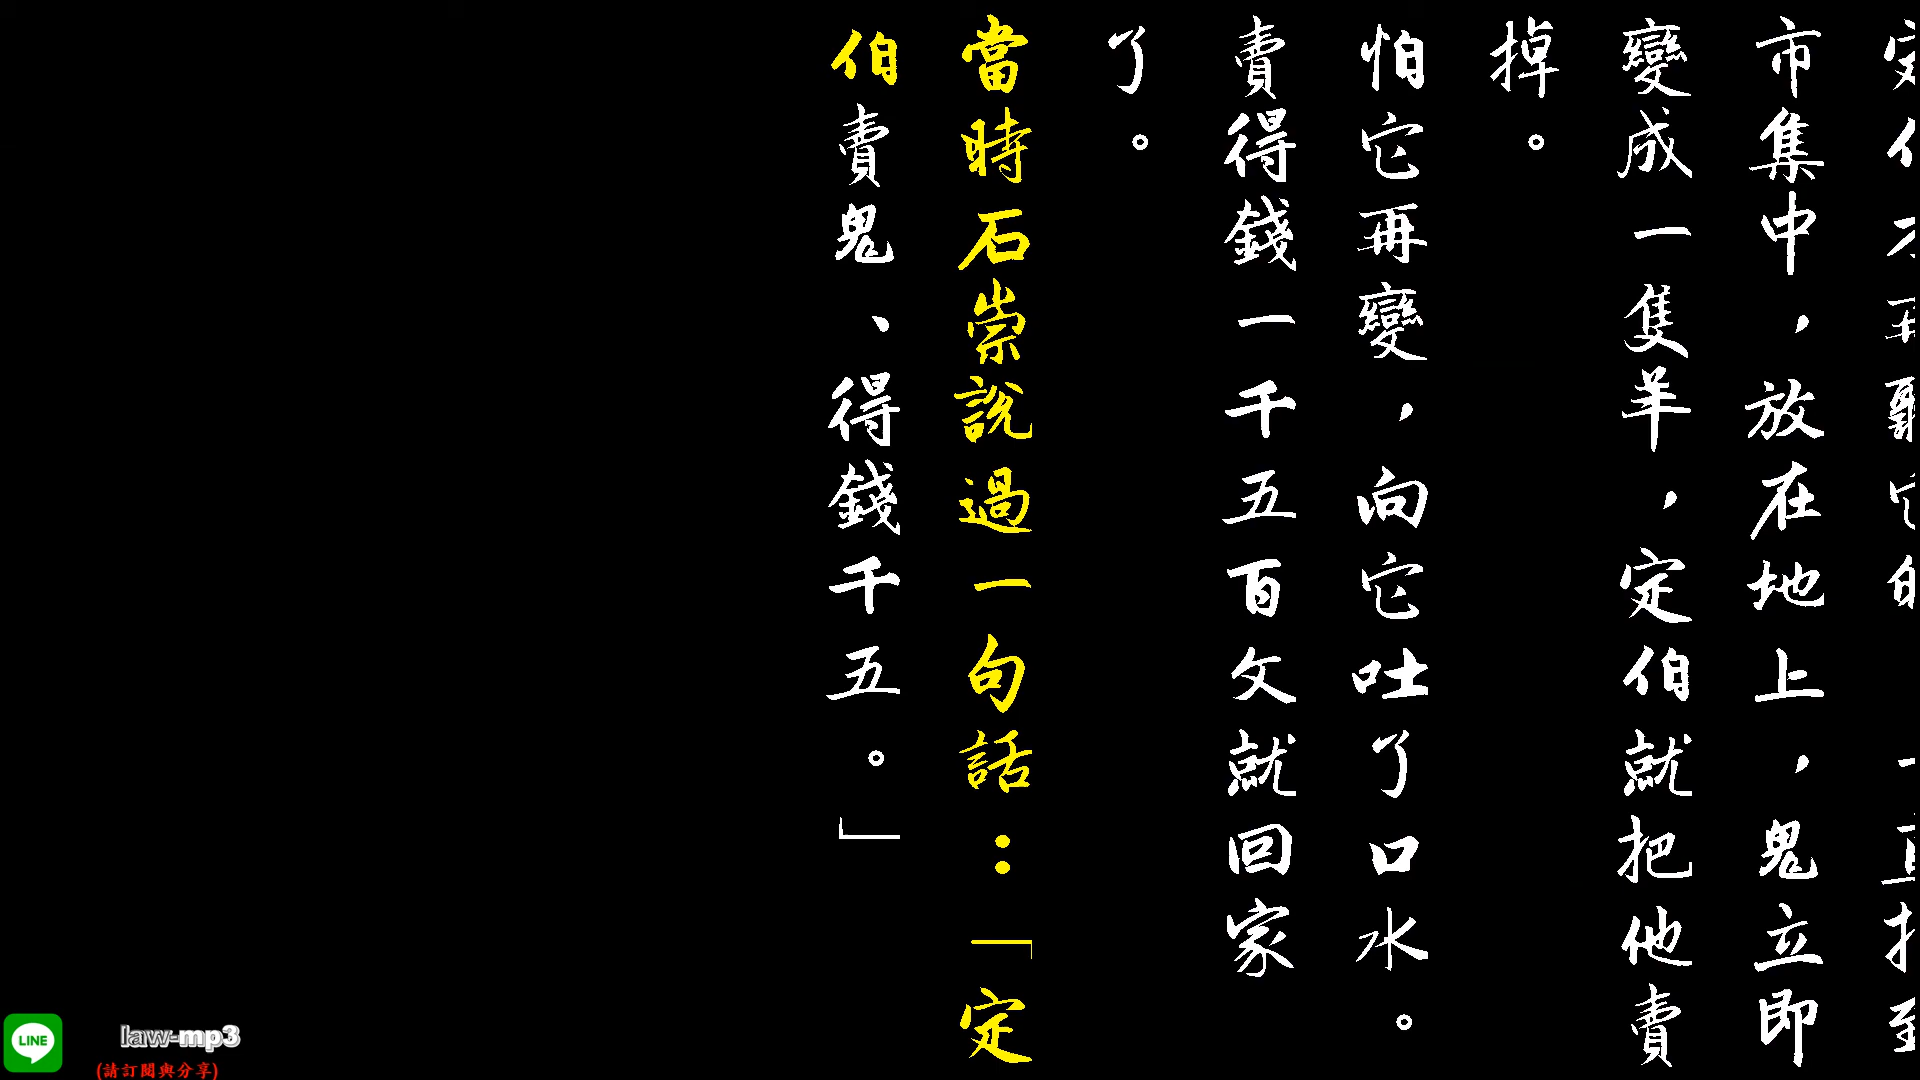 市集中，放在地上，鬼立即
變成一隻羊，定伯就把他賣
掉。
怕它再變，向它吐了口水。
賣得錢一千五百文就回家
了。
當時石崇說過一句話：「定
伯賣鬼、得錢千五。」
LINE
law-mp3
(請訂閱與分享)